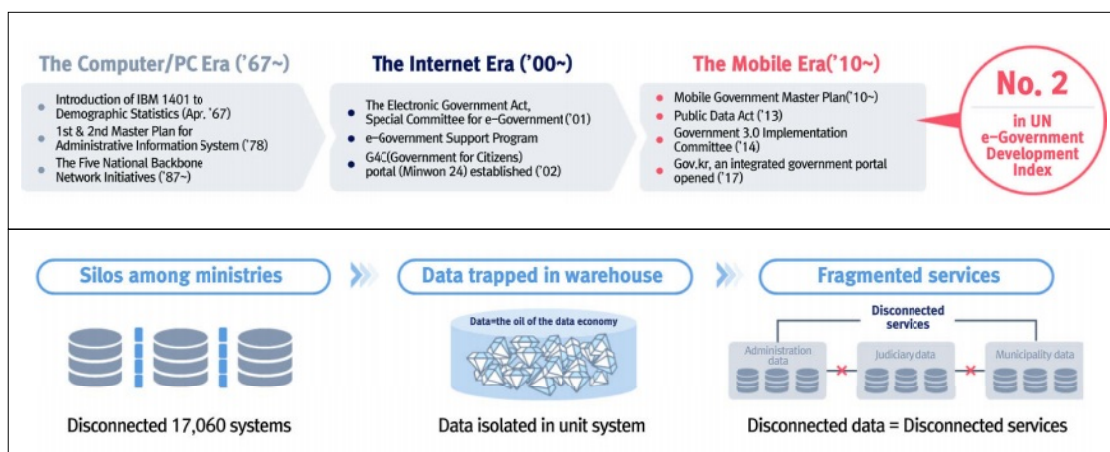 The Computer/PC Era ('67~)
Introduction of IBM 1401 to
Demographic Statistics (Apr. '67)
1st & 2nd Master Plan for
Administrative Information System ('78)
The Five National Backbone
Network Initiatives ('87~)
The Internet Era ('00~)
The Electronic Government Act,
Special Committee for e-Government ('01)
e-Government Support Program
G4C(Government for Citizens)
portal (Minwon 24) established ('02)
The Mobile Era('10~)
Mobile Government Master Plan('10~)
Public Data Act ('13)
Government 3.0 Implementation
Committee ('14)
Gov.kr, an integrated government portal
opened ('17)
No. 2
in UN
e-Government
Development
Index
Silos among ministries
Disconnected 17,060 systems
Data trapped in warehouse
Data=the oil of the data economy
Data isolated in unit system
Fragmented services
Disconnected
services
Administration
data
Judiciary data
Municipality data
Disconnected data = Disconnected services